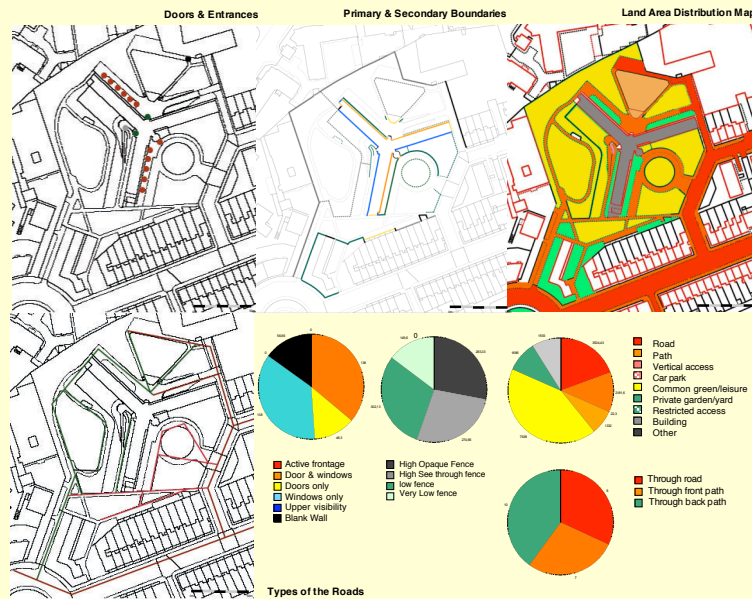 Doors & Entrances
Primary & Secondary Boundaries
Land Area Distribution Map
Active frontage
Door & windows
Doors only
Windows only
Upper visibility
Blank Wall
High Opaque Fence
High See through fence
low fence
Very Low fence
Road
Path
Vertical access
Car park
Common green/leisure
Private garden/yard
Restricted access
Building
Other
Through road
Through front path
Through back path
Types of the Roads